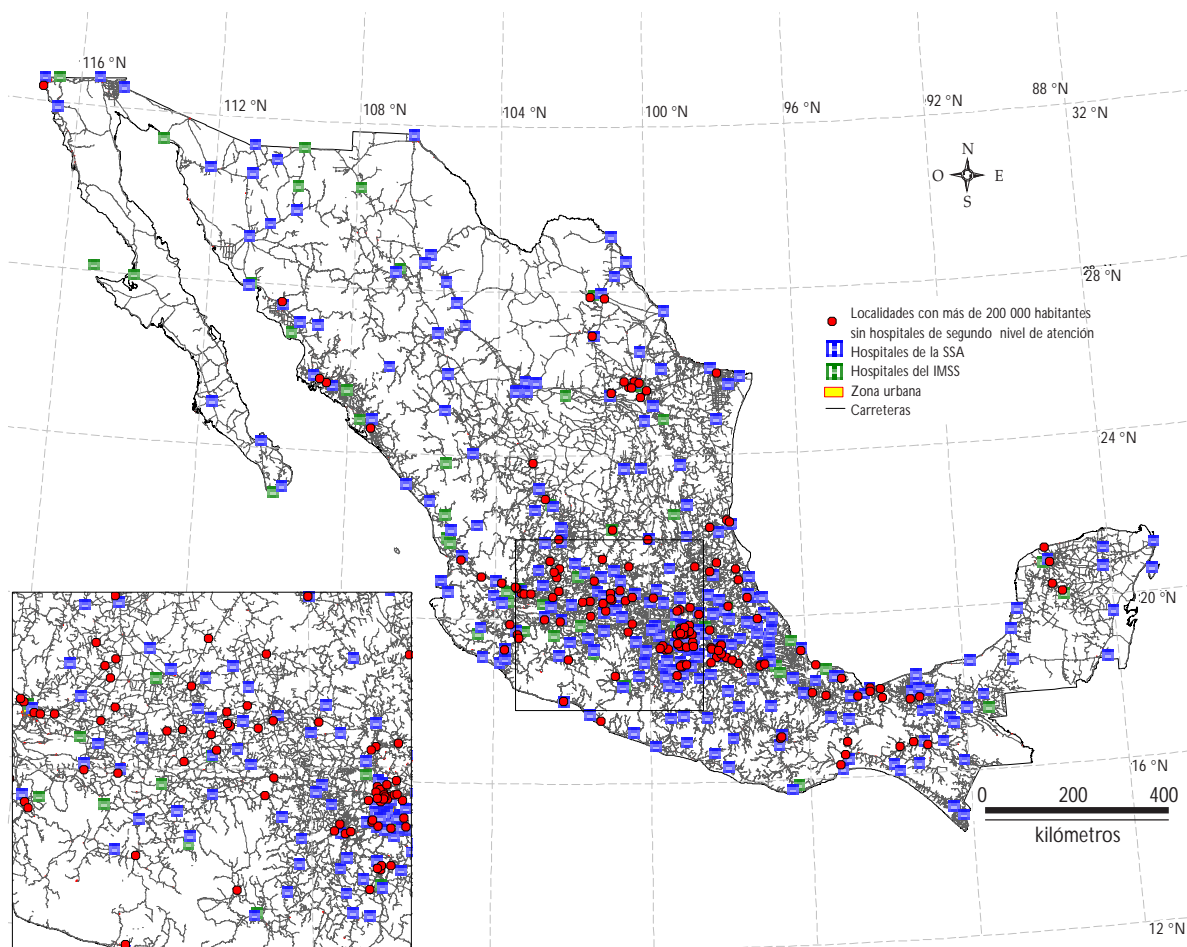 116 °N
112 °N
108 °N
104 °N
100 °N
96 °N
92 °N
88 °N
32 °N
N
O
E
S
28 °N
Localidades con más de 200 000 habitantes
sin hospitales de segundo nivel de atención
Hospitales de la SSA
Hospitales del IMSS
Zona urbana
Carreteras
24 °N
20 °N
16 °N
0 200 400
kilómetros
12 °N